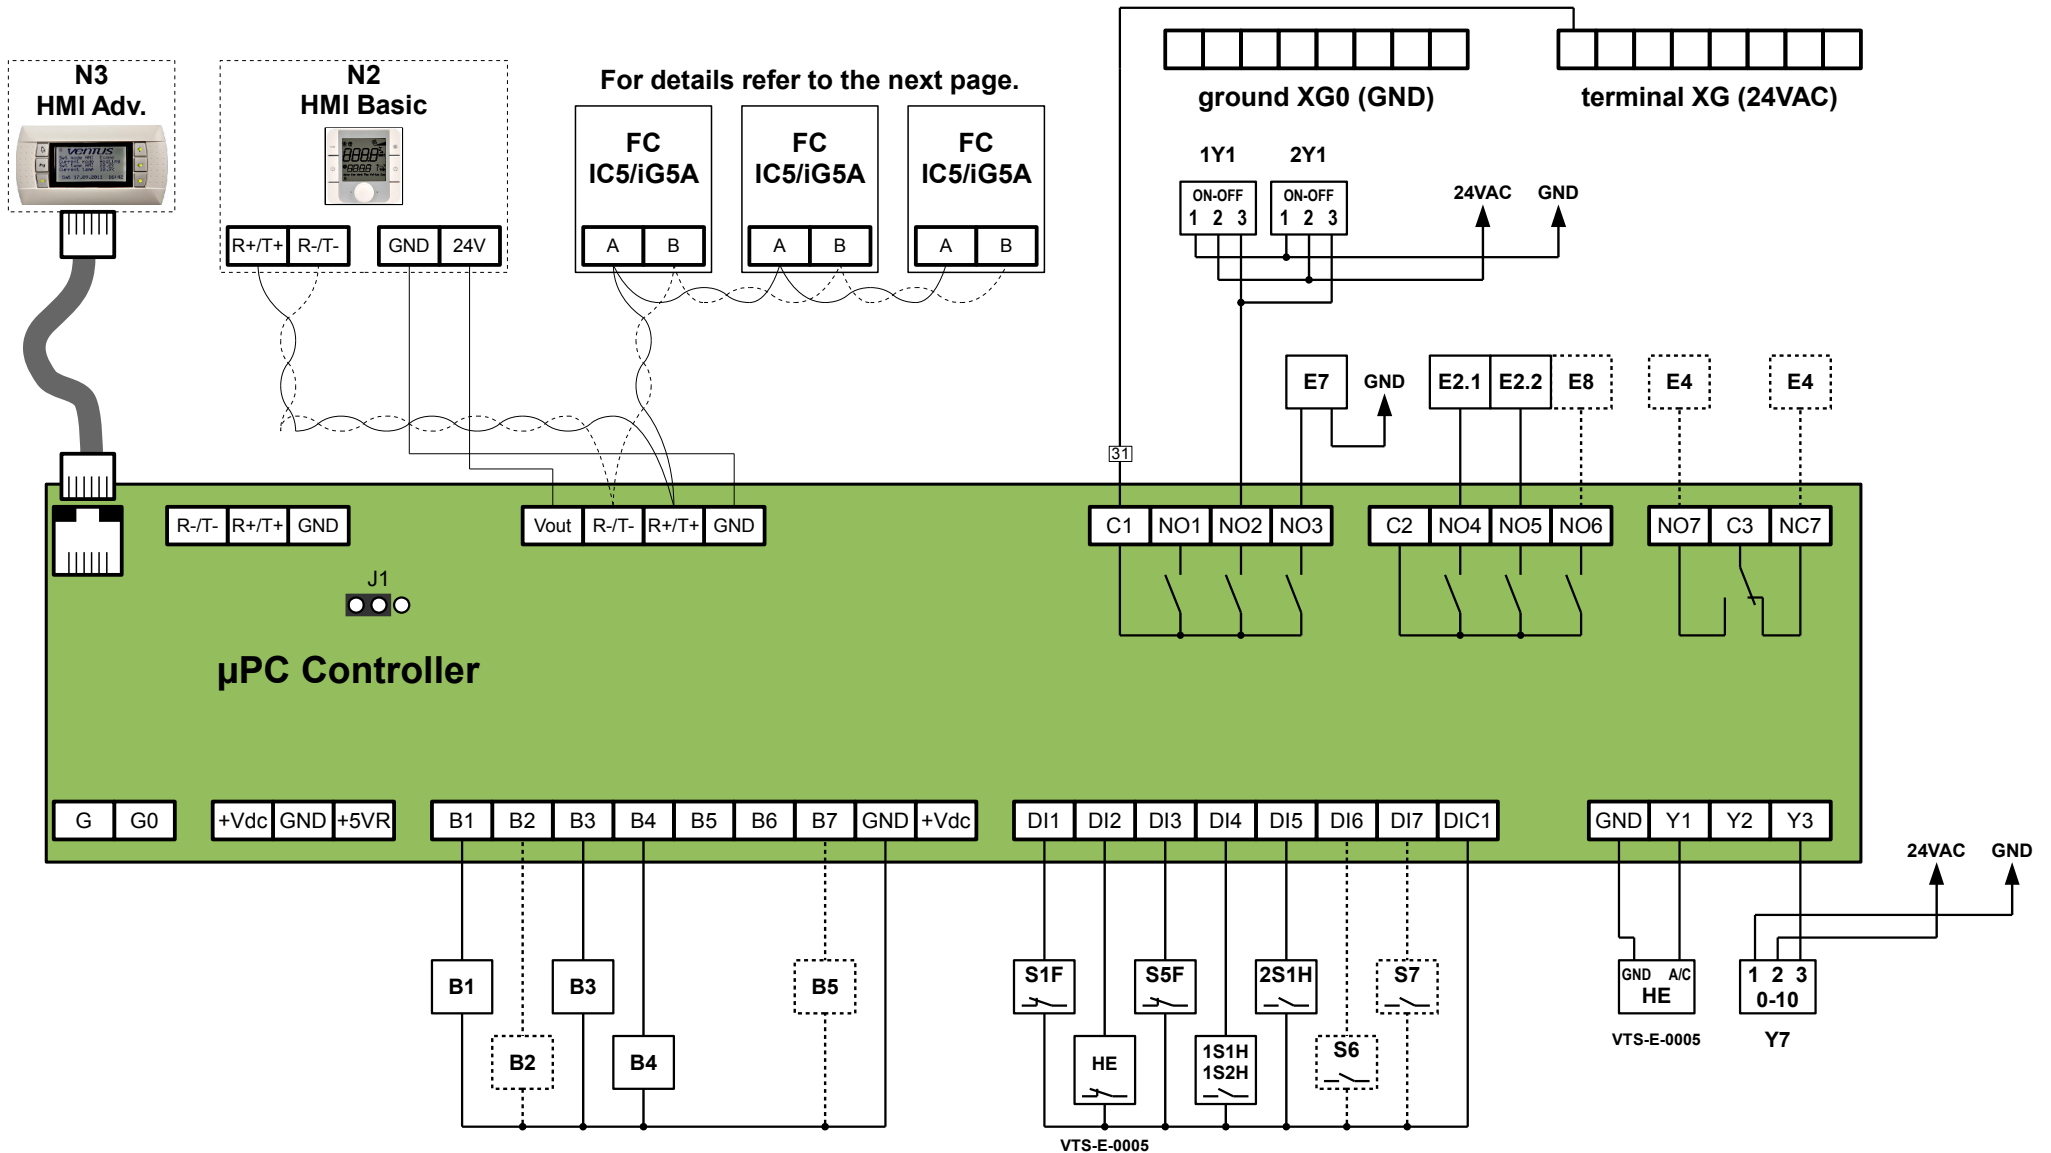 N3
HMI Adv.
VENTUS
N2
HMI Basic
R+/T+ R-/T- GND 24V
For details refer to the next page.
FC
IC5/iG5A
A B
FC
IC5/iG5A
A B
FC
IC5/iG5A
A B
ground XG0 (GND)
terminal XG (24VAC)
1Y1 2Y1
ON-OFF
1 2 3
ON-OFF
1 2 3
24VAC GND
E7 GND E2.1 E2.2 E8 E4 E4
31
R-/T- R+/T+ GND
Vout R-/T- R+/T+ GND
C1 NO1 NO2 NO3
C2 NO4 NO5 NO6
NO7 C3 NC7
J1
µPC Controller
G G0
+Vdc GND +5VR
B1 B2 B3 B4 B5 B6 B7 GND +Vdc
DI1 DI2 DI3 DI4 DI5 DI6 DI7 DIC1
GND Y1 Y2 Y3
24VAC GND
B1 B3 B5
B2 B4
S1F S5F 2S1H S7
HE
1S1H
1S2H
S6
VTS-E-0005
GND A/C
HE
VTS-E-0005
1 2 3
0-10
Y7